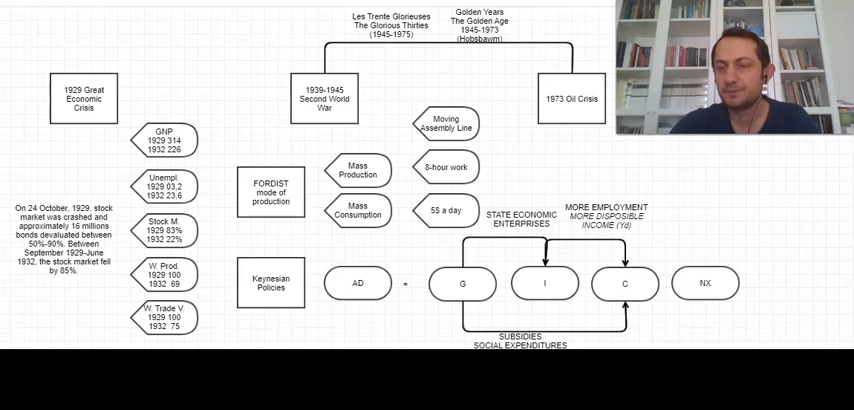 Les Trente Glorieuses
The Glorious Thirties
(1945-1975)
Golden Years
The Golden Age
1945-1973
(Hobsbawm)
1929 Great
Economic
Crisis
1939-1945
Second World
War
1973 Oil Crisis
GNP
1929 314
1932 226
Unempl.
1929 03,2
1932 23,6
Stock M.
1929 83%
1932 22%
W. Prod.
1929 100
1932 69
W. Trade V.
1929 100
1932 75
On 24 October, 1929, stock
market was crashed and
approximately 16 millions
bonds devaluated between
50%-90%. Between
September 1929-June
1932, the stock market fell
by 85%.
FORDIST
mode of
production
Mass
Production
Mass
Consumption
Moving
Assembly Line
8-hour work
5$ a day
Keynesian
Policies
AD
=
G
I
C
NX
STATE ECONOMIC
ENTERPRISES
MORE EMPLOYMENT
MORE DISPOSIBLE
INCOME (Yd)
SUBSIDIES
SOCIAL EXPENDITURES